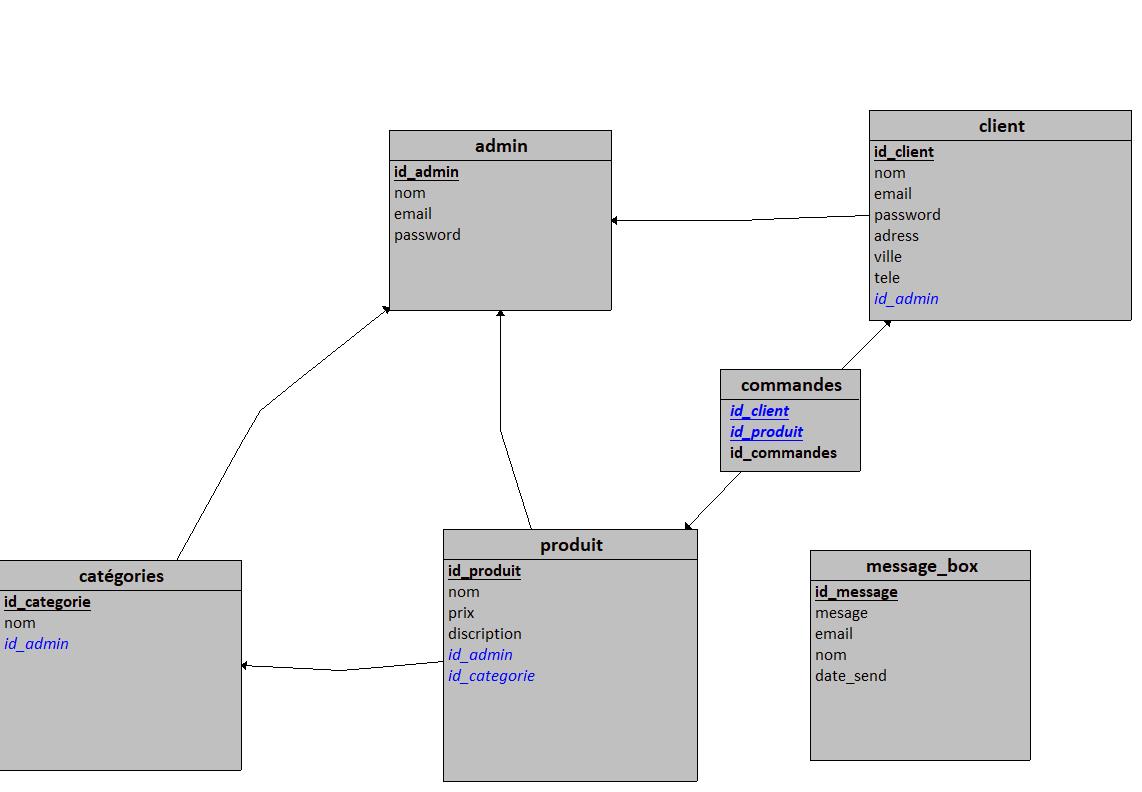 admin
id_admin
nom
email
password
client
id_client
nom
email
password
adress
ville
tele
id_admin
commandes
id_client
id_produit
id_commandes
catégories
id_categorie
nom
id_admin
produit
id_produit
nom
prix
discription
id_admin
id_categorie
message_box
id_message
mesage
email
nom
date_send